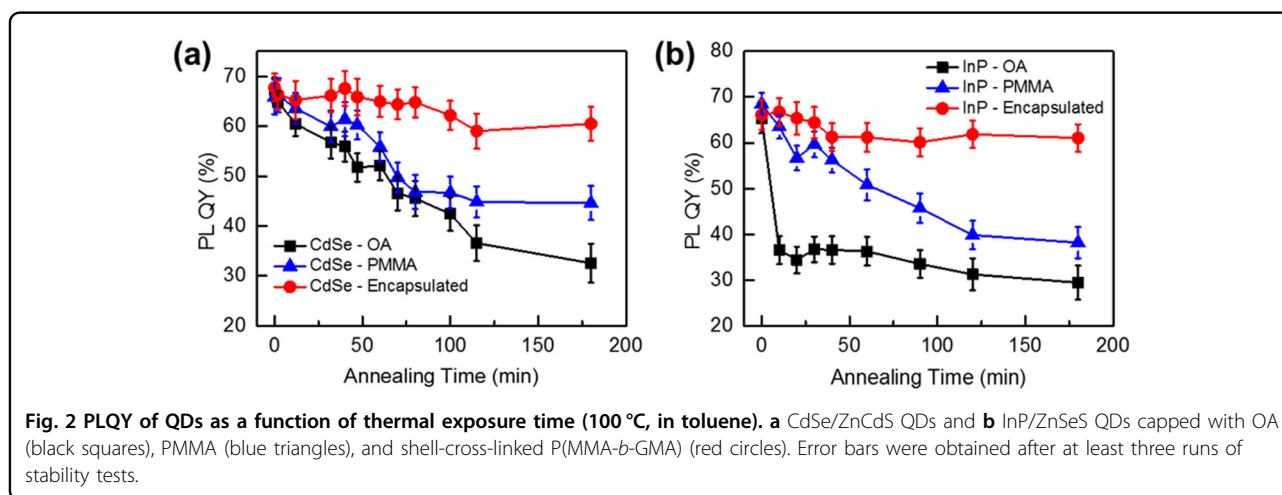 (a)
70
60
50
40
30
20
PL QY (%)
CdSe - OA
CdSe - PMMA
CdSe - Encapsulated
0 50 100 150 200
Annealing Time (min)
(b)
80
70
60
50
40
30
20
PL QY (%)
InP - OA
InP - PMMA
InP - Encapsulated
0 50 100 150 200
Annealing Time (min)
Fig. 2 PLQY of QDs as a function of thermal exposure time (100 °C, in toluene). a CdSe/ZnCdS QDs and b InP/ZnSeS QDs capped with OA
(black squares), PMMA (blue triangles), and shell-cross-linked P(MMA-b-GMA) (red circles). Error bars were obtained after at least three runs of
stability tests.